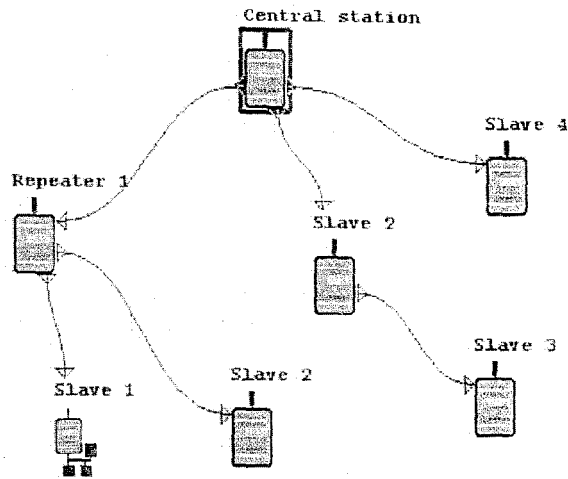 Central station
Slave 4
Repeater 1
Slave 2
Slave 3
Slave 1
Slave 2